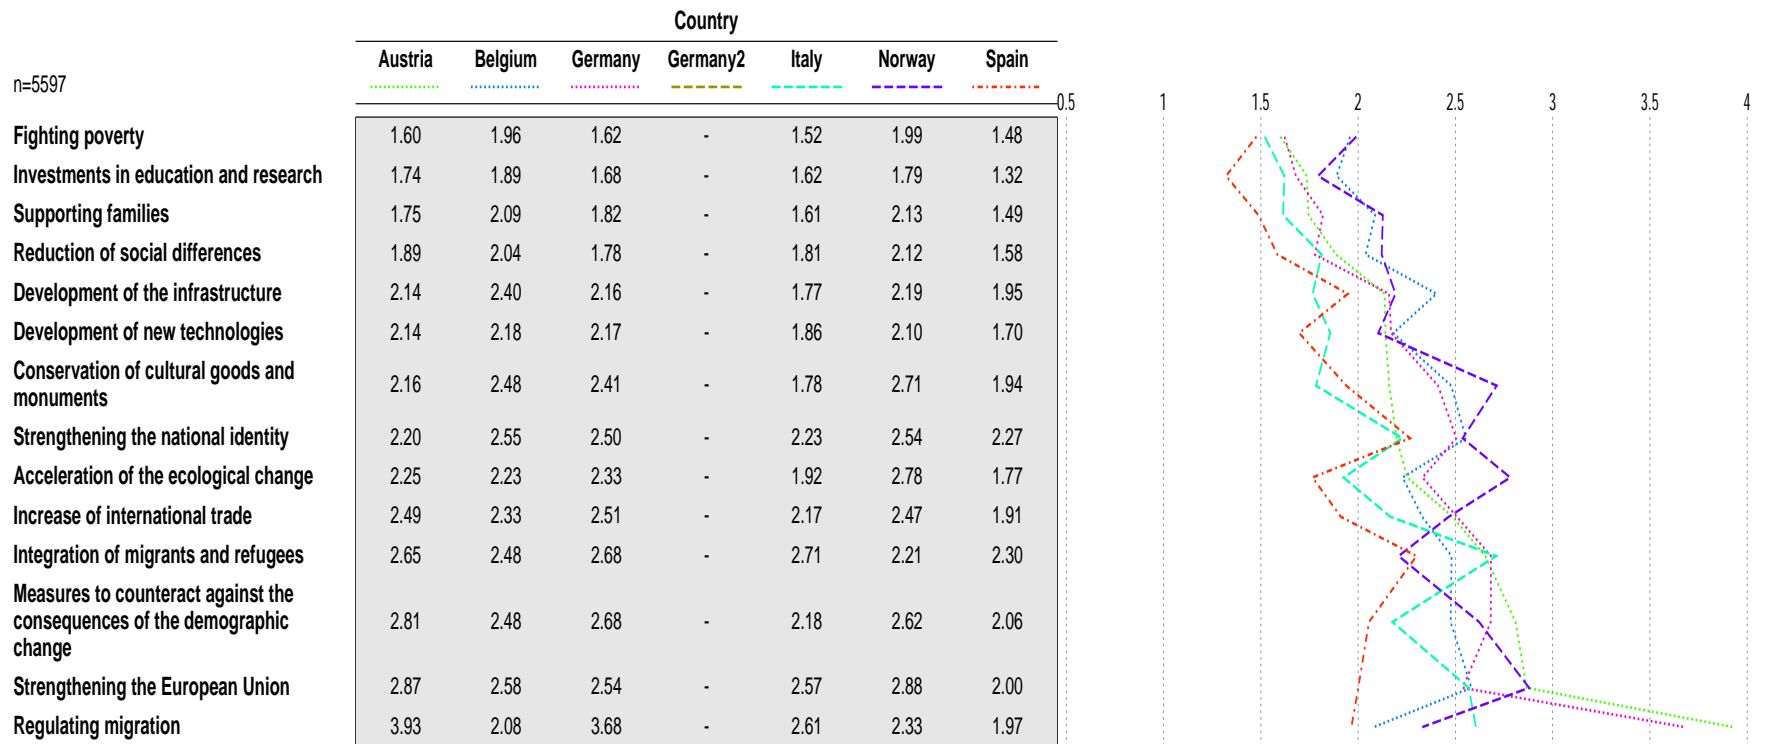 Country
Austria Belgium Germany Germany2 Italy Norway Spain
n=5597
0.5 1 1.5 2 2.5 3 3.5 4
Fighting poverty 1.60 1.96 1.62 - 1.52 1.99 1.48
Investments in education and research 1.74 1.89 1.68 - 1.62 1.79 1.32
Supporting families 1.75 2.09 1.82 - 1.61 2.13 1.49
Reduction of social differences 1.89 2.04 1.78 - 1.81 2.12 1.58
Development of the infrastructure 2.14 2.40 2.16 - 1.77 2.19 1.95
Development of new technologies 2.14 2.18 2.17 - 1.86 2.10 1.70
Conservation of cultural goods and
monuments 2.16 2.48 2.41 - 1.78 2.71 1.94
Strengthening the national identity 2.20 2.55 2.50 - 2.23 2.54 2.27
Acceleration of the ecological change 2.25 2.23 2.33 - 1.92 2.78 1.77
Increase of international trade 2.49 2.33 2.51 - 2.17 2.47 1.91
Integration of migrants and refugees 2.65 2.48 2.68 - 2.71 2.21 2.30
Measures to counteract against the
consequences of the demographic 2.81 2.48 2.68 - 2.18 2.62 2.06
change
Strengthening the European Union 2.87 2.58 2.54 - 2.57 2.88 2.00
Regulating migration 3.93 2.08 3.68 - 2.61 2.33 1.97